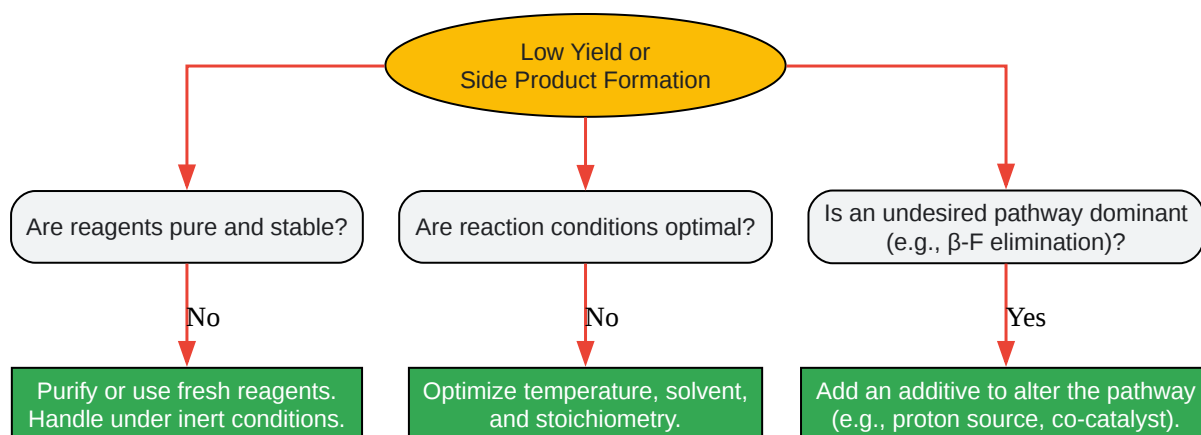 Low Yield or
Side Product Formation
Are reagents pure and stable?
Are reaction conditions optimal?
Is an undesired pathway dominant
(e.g., β-F elimination)?
No
No
Yes
Purify or use fresh reagents.
Handle under inert conditions.
Optimize temperature, solvent,
and stoichiometry.
Add an additive to alter the pathway
(e.g., proton source, co-catalyst).